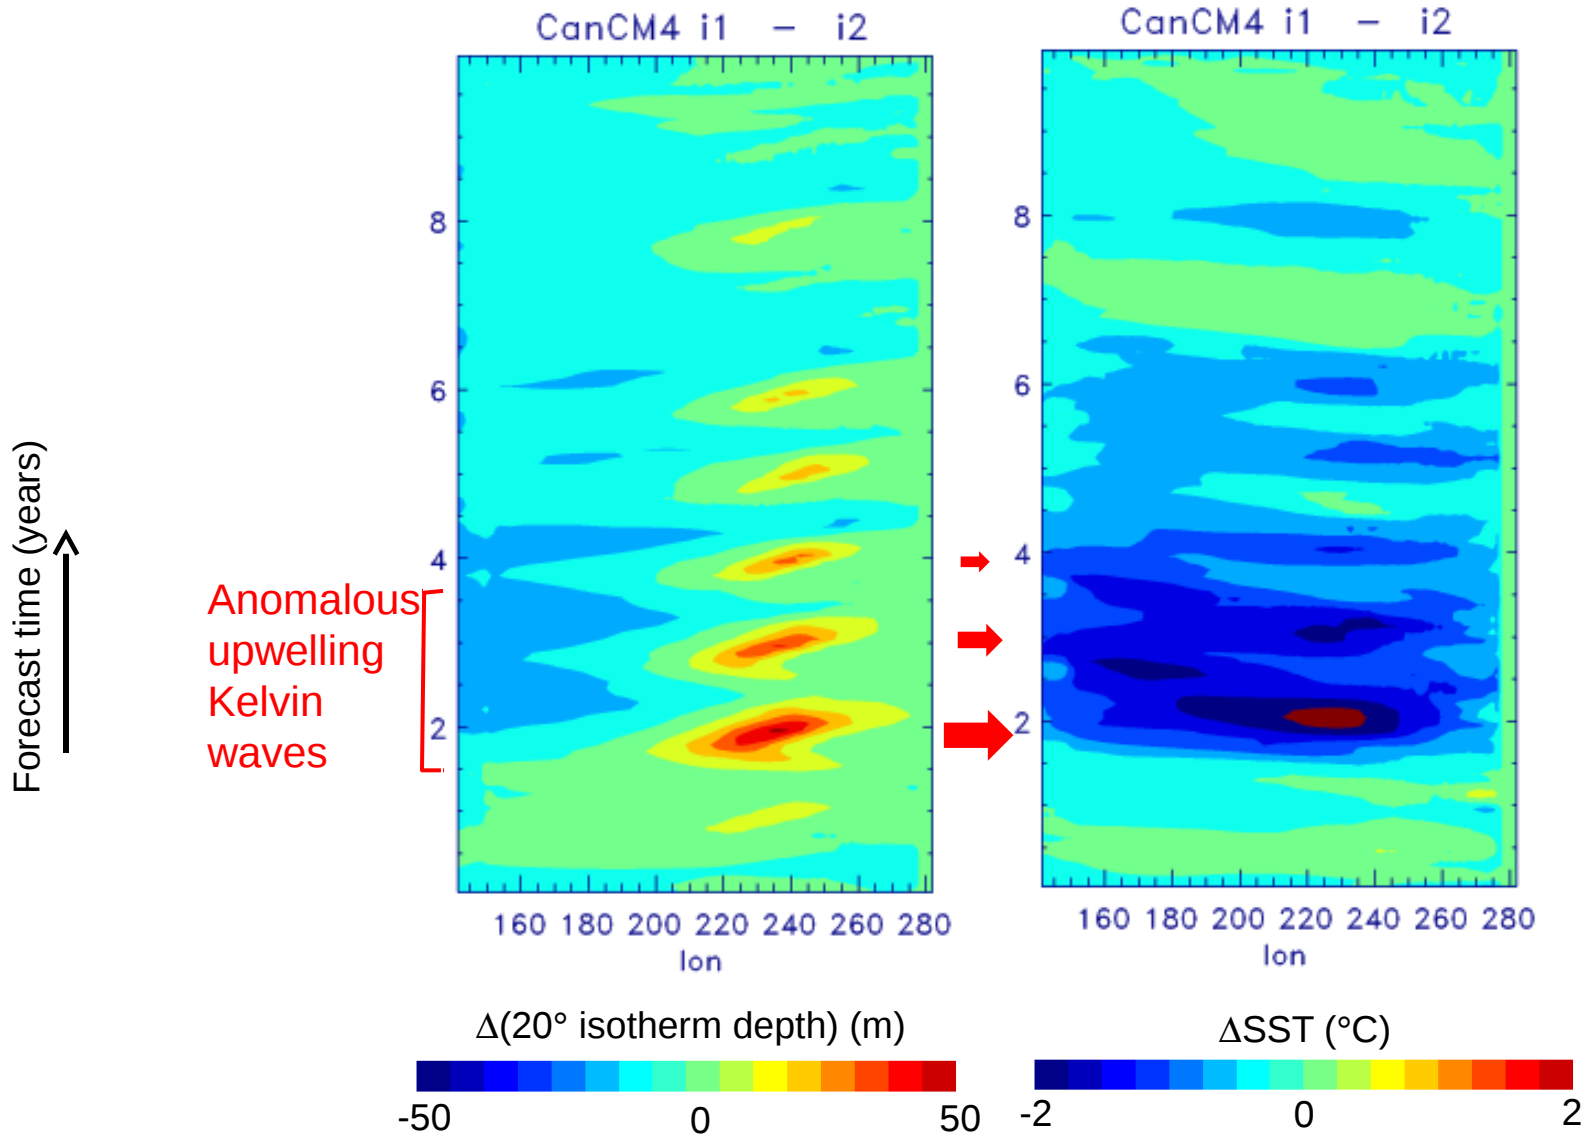 CanCM4 i1 – i2
CanCM4 i1 – i2
8
6
4
2
8
6
4
2
Forecast time (years)
Anomalous
upwelling
Kelvin
waves
160 180 200 220 240 260 280
lon
160 180 200 220 240 260 280
lon
Δ(20° isotherm depth) (m)
-50 0 50
ΔSST (°C)
-2 0 2